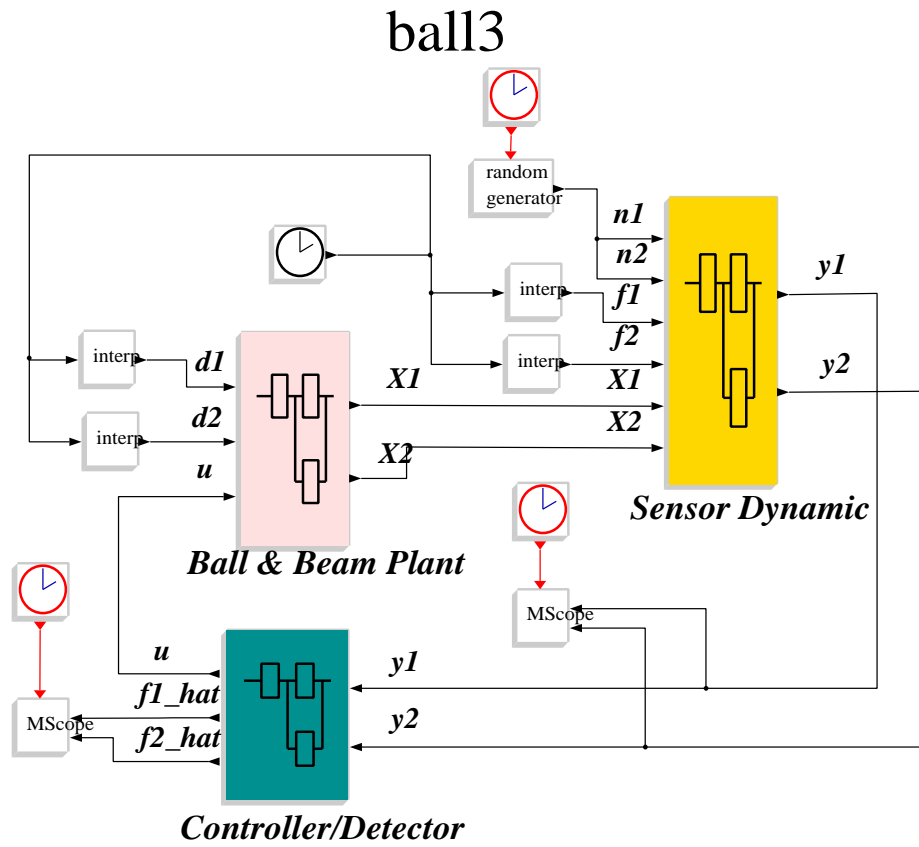 ball3
random
generator
n1
n2
f1
f2
X1
X2
y1
y2
interp
interp
interp
interp
d1
d2
u
X1
X2
Sensor Dynamic
Ball & Beam Plant
MScope
MScope
u
f1_hat
f2_hat
y1
y2
Controller/Detector